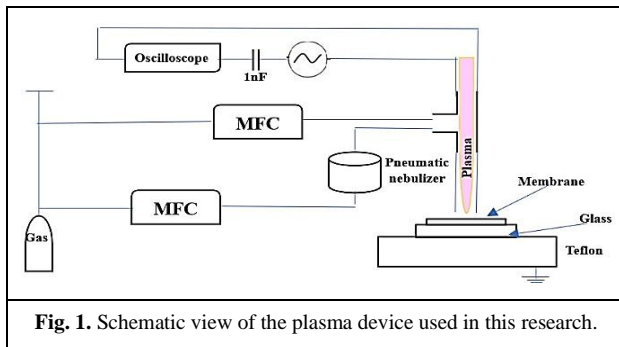 Oscilloscope
1nF
MFC
Pneumatic
nebulizer
Plasma
MFC
Membrane
Glass
Gas
Teflon
Fig. 1. Schematic view of the plasma device used in this research.